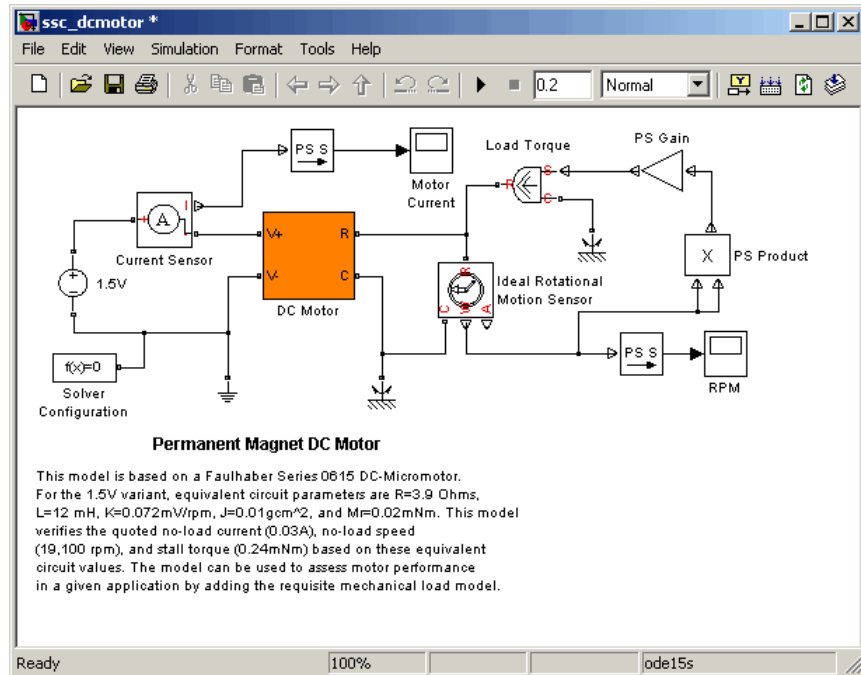 ssc_dcmotor *
File Edit View Simulation Format Tools Help
0.2 Normal
PS S
Motor
Current
Load Torque
PS Gain
R
S
C
I
A
+
-
Current Sensor
V+ R
V- C
DC Motor
1.5V
R
C W A
Ideal Rotational
Motion Sensor
X
PS Product
PS S
RPM
f(x)=0
Solver
Configuration
Permanent Magnet DC Motor
This model is based on a Faulhaber Series 0615 DC-Micromotor.
For the 1.5V variant, equivalent circuit parameters are R=3.9 Ohms,
L=12 mH, K=0.072mV/rpm, J=0.01gcm^2, and Mr=0.02mNm. This model
verifies the quoted no-load current (0.03A), no-load speed
(19,100 rpm), and stall torque (0.24mNm) based on these equivalent
circuit values. The model can be used to assess motor performance
in a given application by adding the requisite mechanical load model.
Ready 100% ode15s